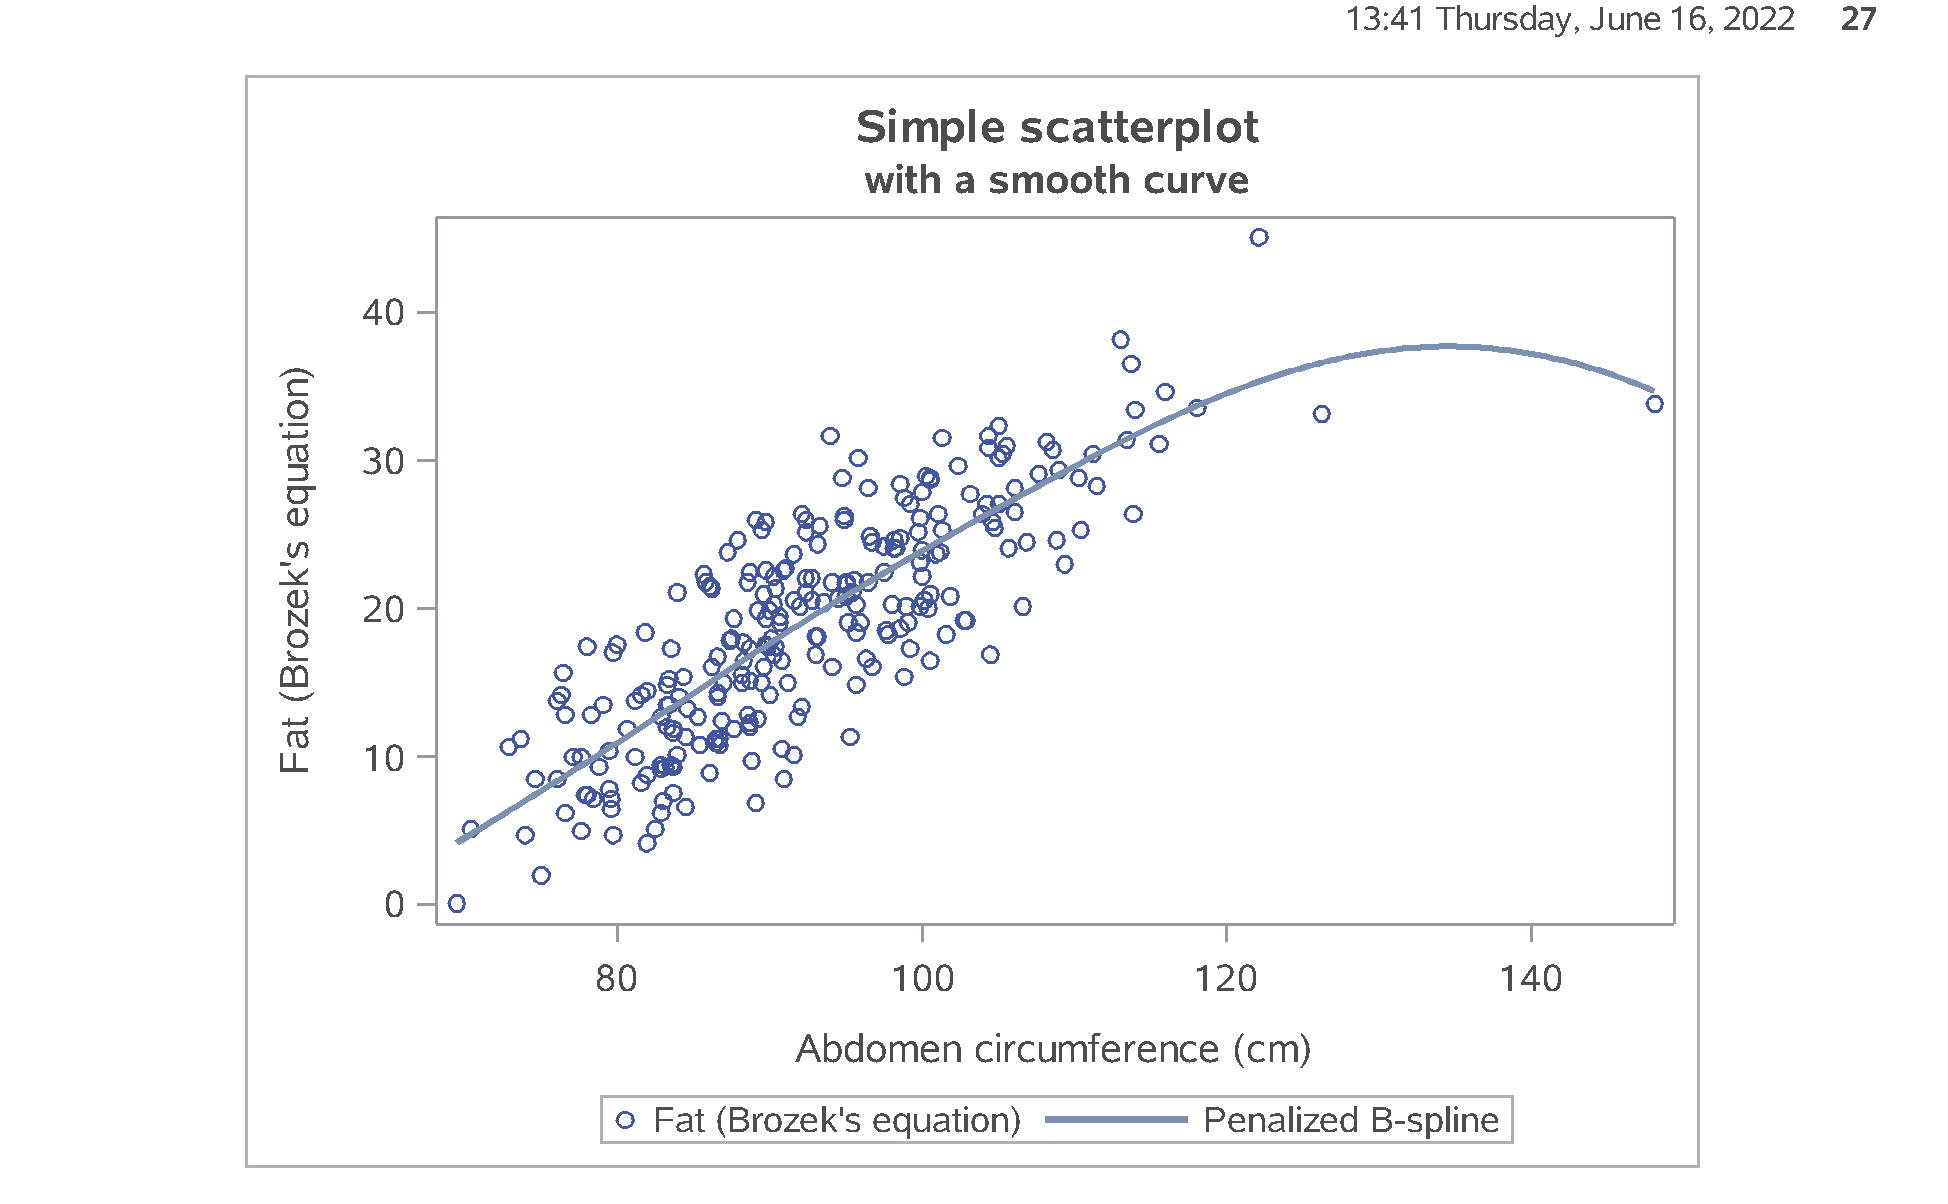 13:41 Thursday, June 16, 2022 27
Simple scatterplot
with a smooth curve
Fat (Brozek's equation)
40
30
20
10
0
80 100 120 140
Abdomen circumference (cm)
Fat (Brozek's equation) Penalized B-spline